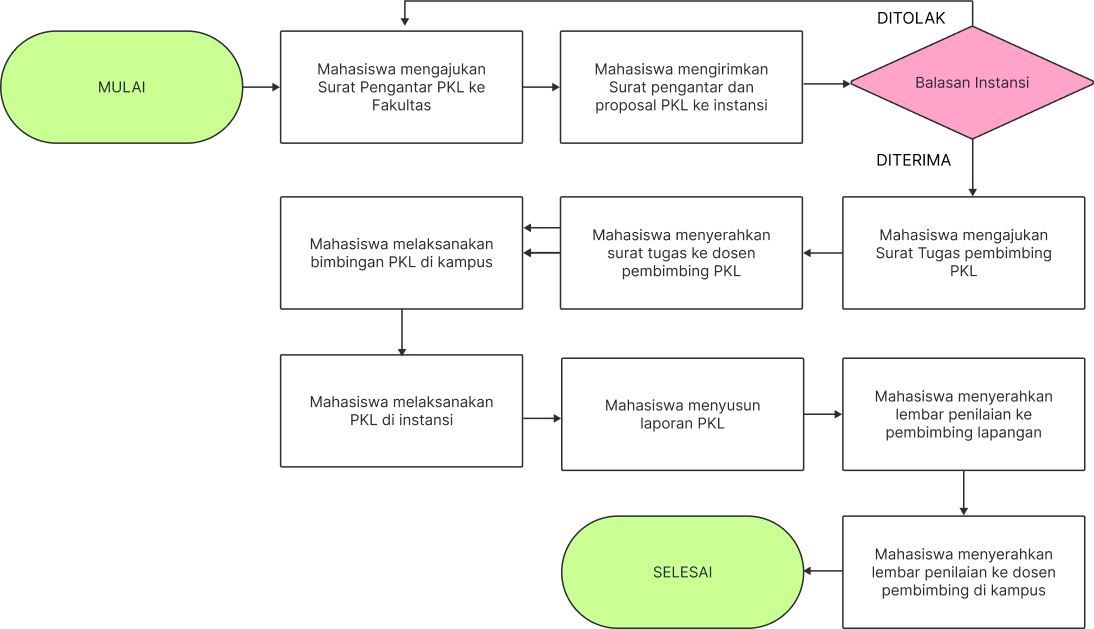 DITOLAK
MULAI
Mahasiswa mengajukan
Surat Pengantar PKL ke
Fakultas
Mahasiswa mengirimkan
Surat pengantar dan
proposal PKL ke instansi
Balasan Instansi
DITERIMA
Mahasiswa mengajukan
Surat Tugas pembimbing
PKL
Mahasiswa menyerahkan
surat tugas ke dosen
pembimbing PKL
Mahasiswa melaksanakan
bimbingan PKL di kampus
Mahasiswa melaksanakan
PKL di instansi
Mahasiswa menyusun
laporan PKL
Mahasiswa menyerahkan
lembar penilaian ke
pembimbing lapangan
Mahasiswa menyerahkan
lembar penilaian ke dosen
pembimbing di kampus
SELESAI